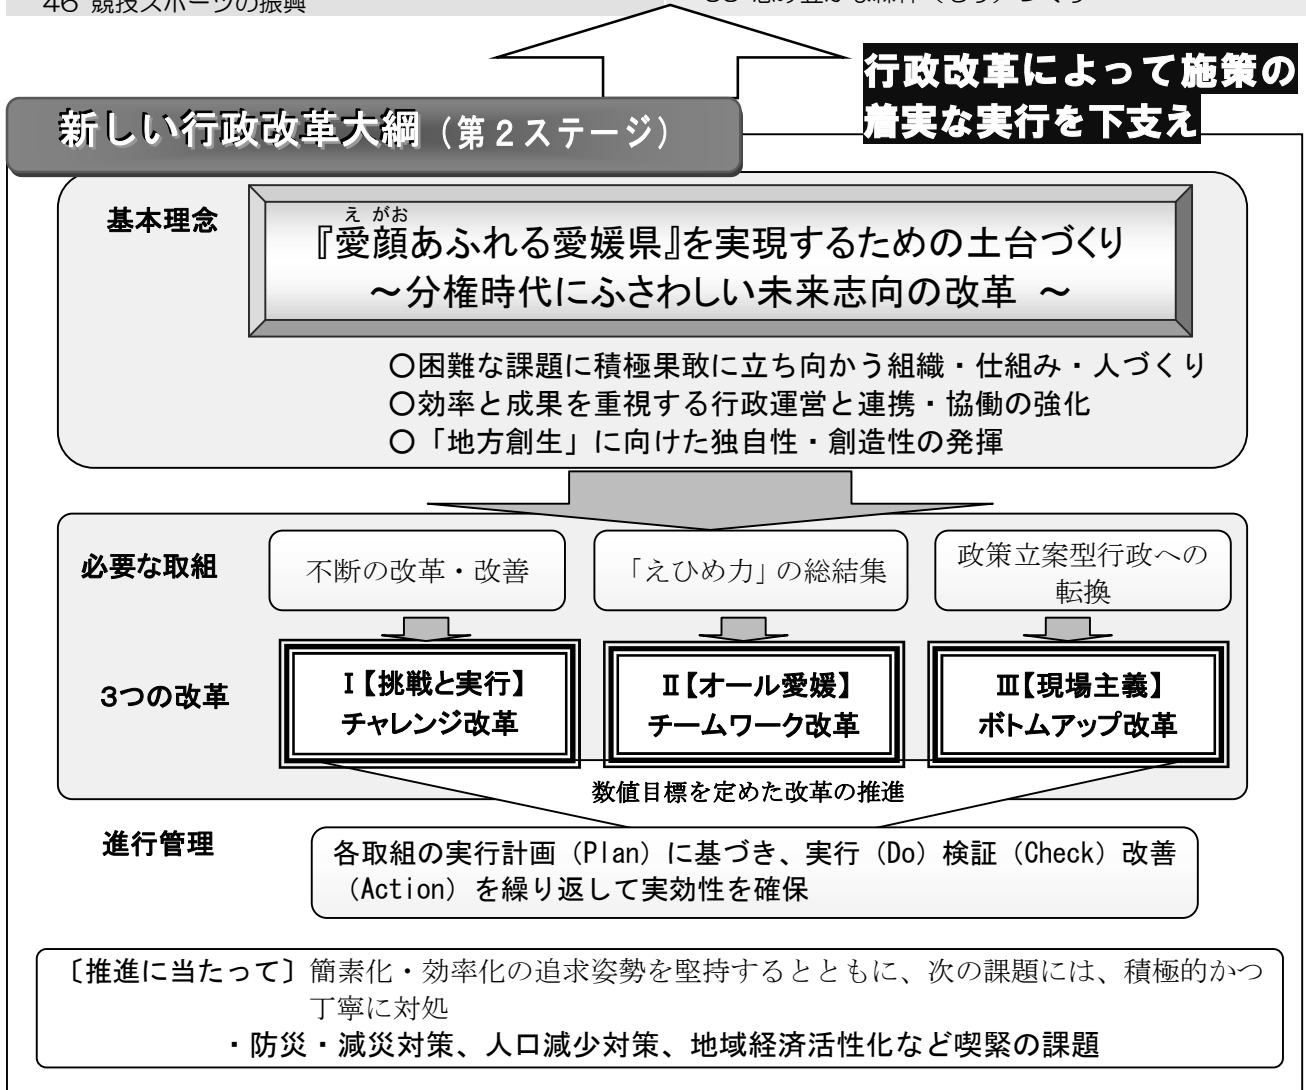 46 競技スポーツの振興
行政改革によって施策の
着実な実行を下支え
新しい行政改革大綱（第２ステージ）
基本理念
え がお
『愛顔あふれる愛媛県』を実現するための土台づくり
～分権時代にふさわしい未来志向の改革 ～
○困難な課題に積極果敢に立ち向かう組織・仕組み・人づくり
○効率と成果を重視する行政運営と連携・協働の強化
○「地方創生」に向けた独自性・創造性の発揮
必要な取組
不断の改革・改善
「えひめ力」の総結集
政策立案型行政への
転換
3つの改革
Ⅰ【挑戦と実行】
チャレンジ改革
Ⅱ【オール愛媛】
チームワーク改革
Ⅲ【現場主義】
ボトムアップ改革
数値目標を定めた改革の推進
進行管理
各取組の実行計画（Plan）に基づき、実行（Do）検証（Check）改善
（Action）を繰り返して実効性を確保
〔推進に当たって〕簡素化・効率化の追求姿勢を堅持するとともに、次の課題には、積極的かつ
丁寧に対処
・防災・減災対策、人口減少対策、地域経済活性化など喫緊の課題